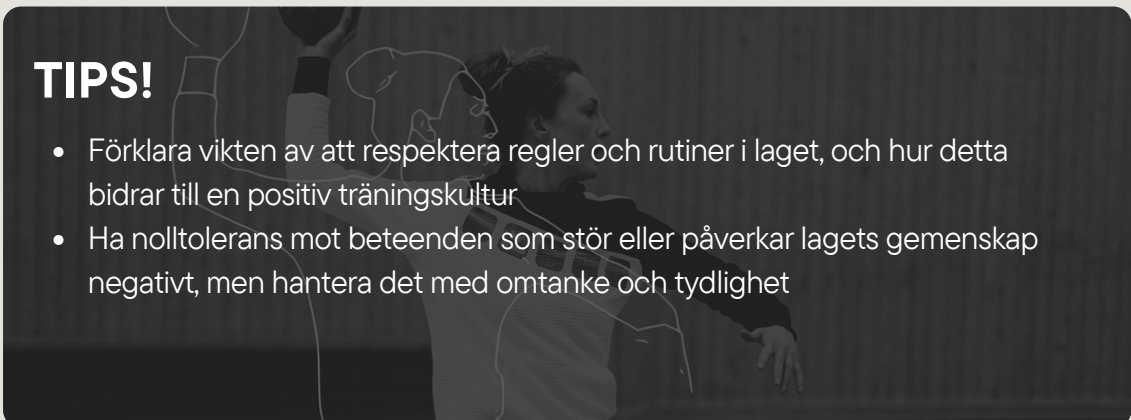 TIPS!
• Förklara vikten av att respektera regler och rutiner i laget, och hur detta
bidrar till en positiv träningskultur
• Ha nolltolerans mot beteenden som stör eller påverkar lagets gemenskap
negativt, men hantera det med omtanke och tydlighet